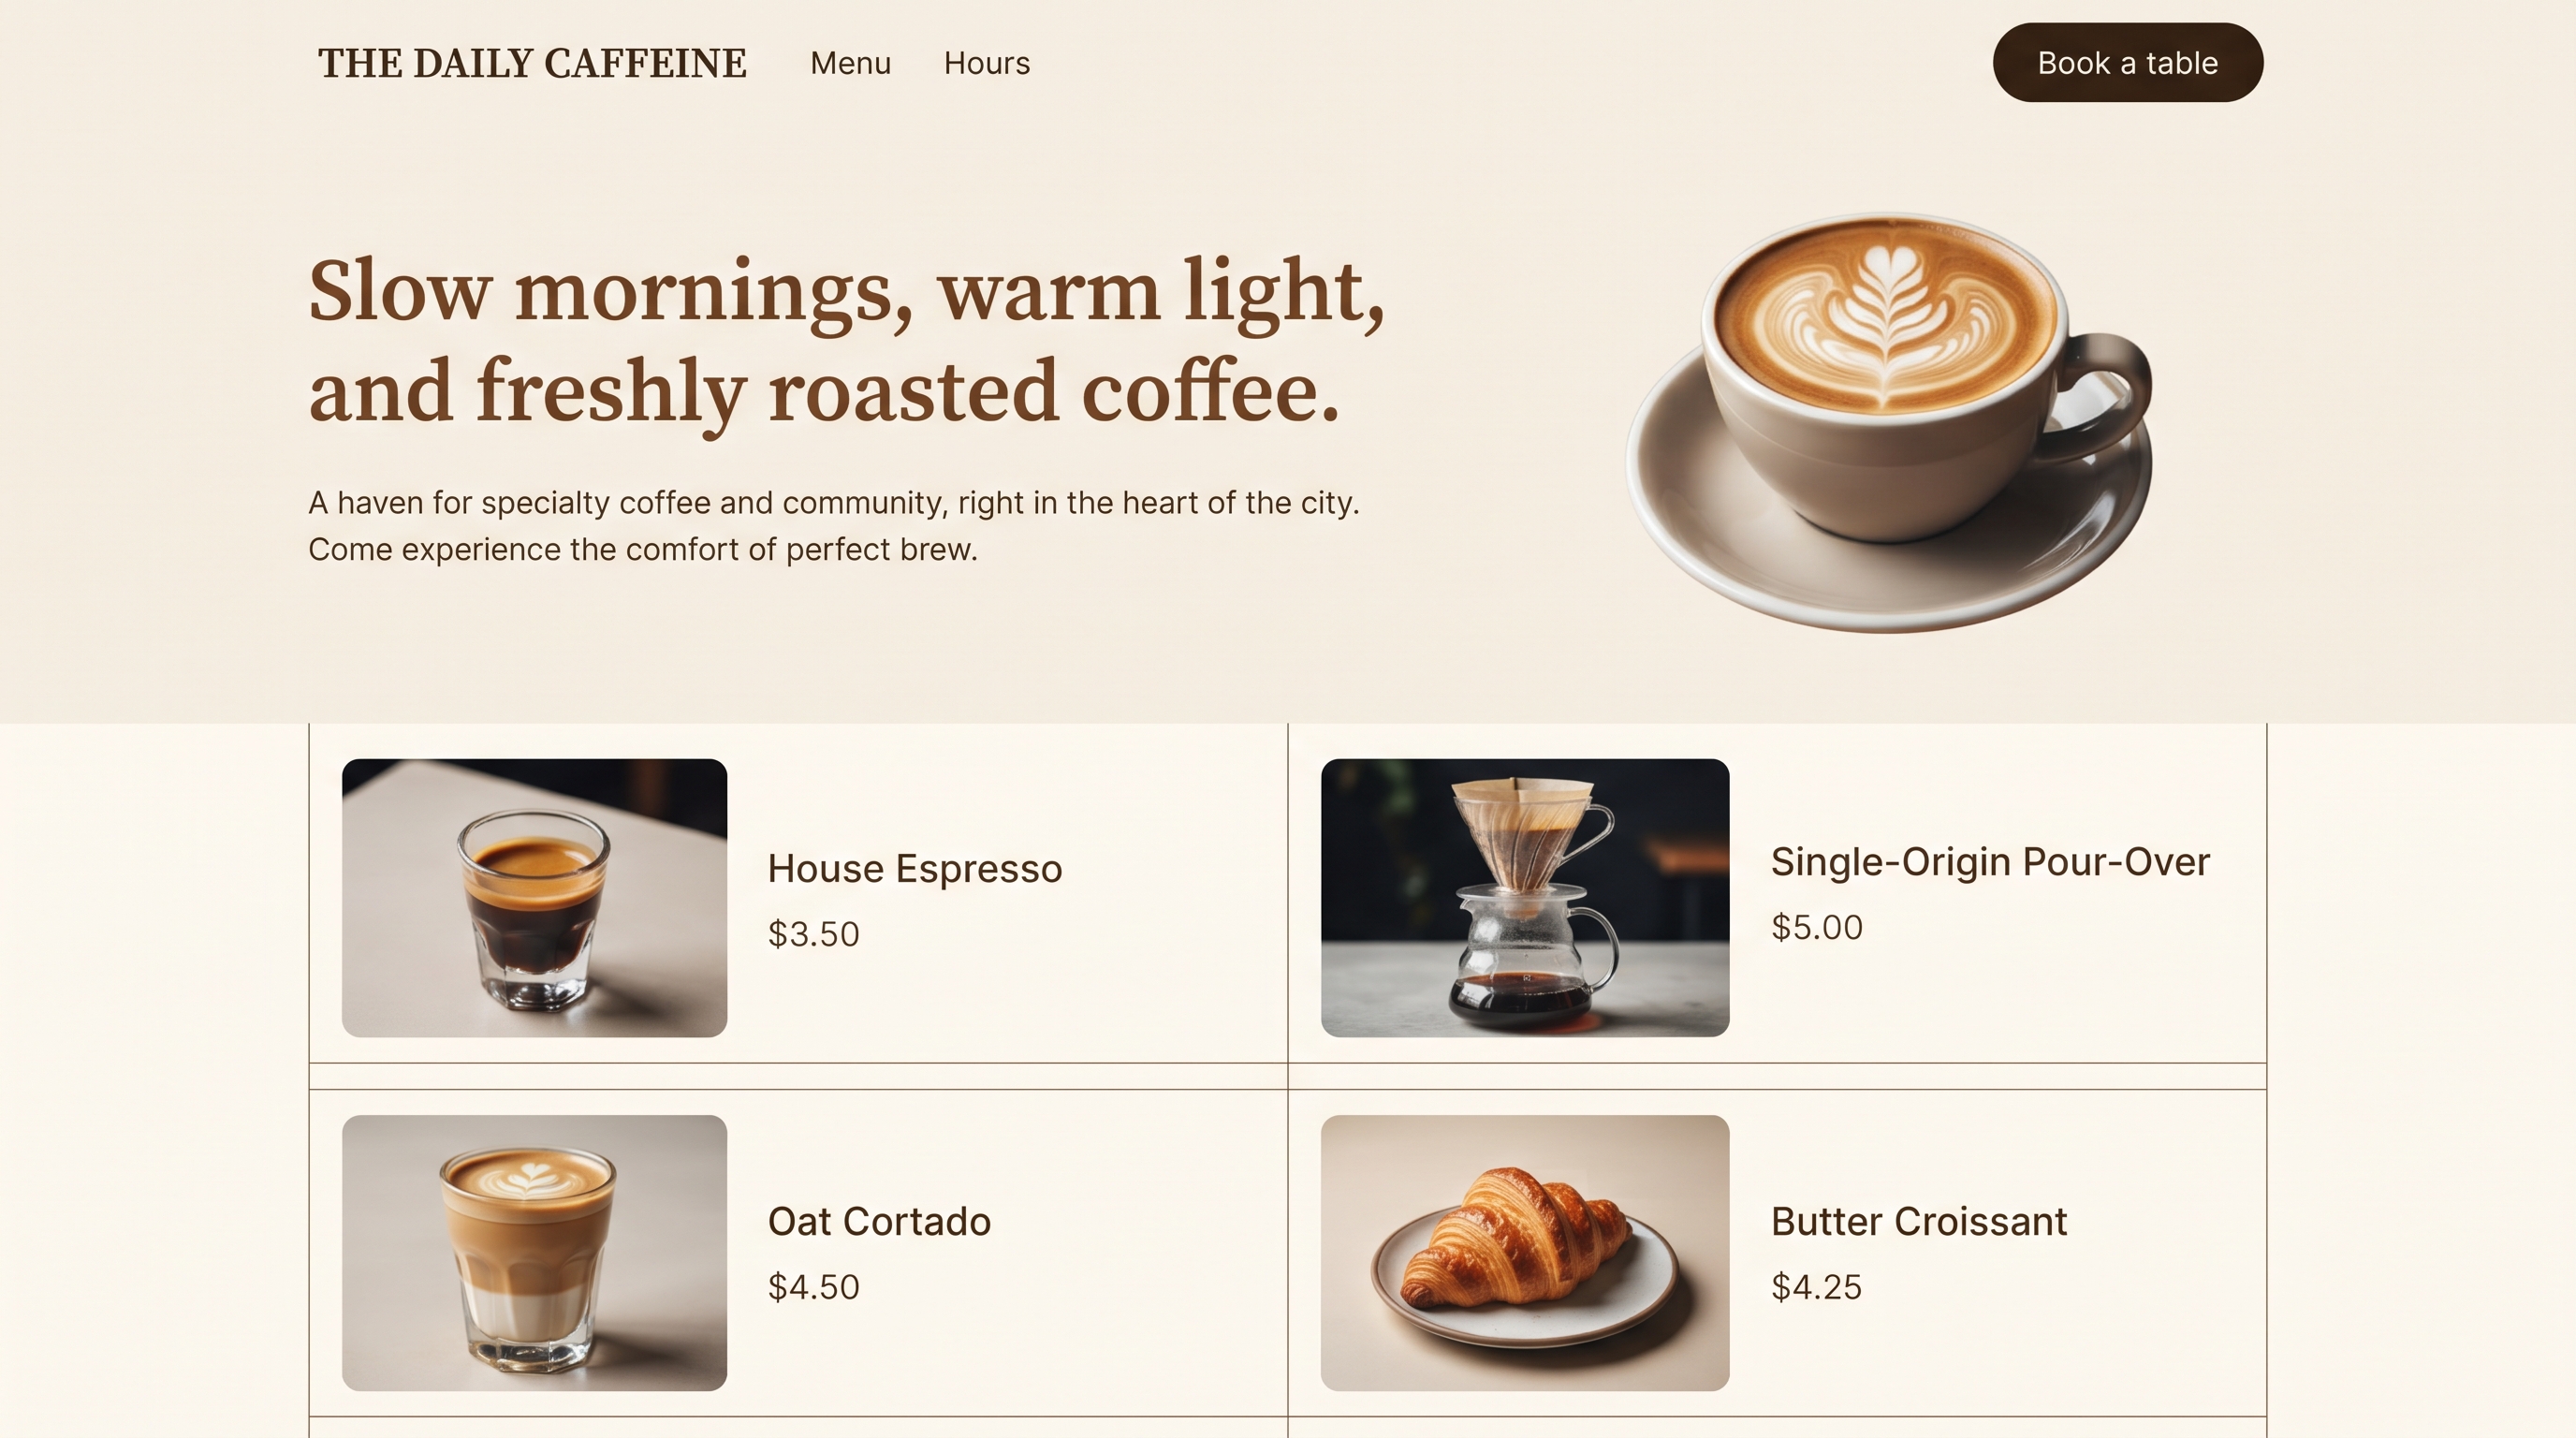 THE DAILY CAFFEINE
Menu
Hours
Book a table
Slow mornings, warm light,
and freshly roasted coffee.
A haven for specialty coffee and community, right in the heart of the city.
Come experience the comfort of perfect brew.
House Espresso
$3.50
Single-Origin Pour-Over
$5.00
Oat Cortado
$4.50
Butter Croissant
$4.25